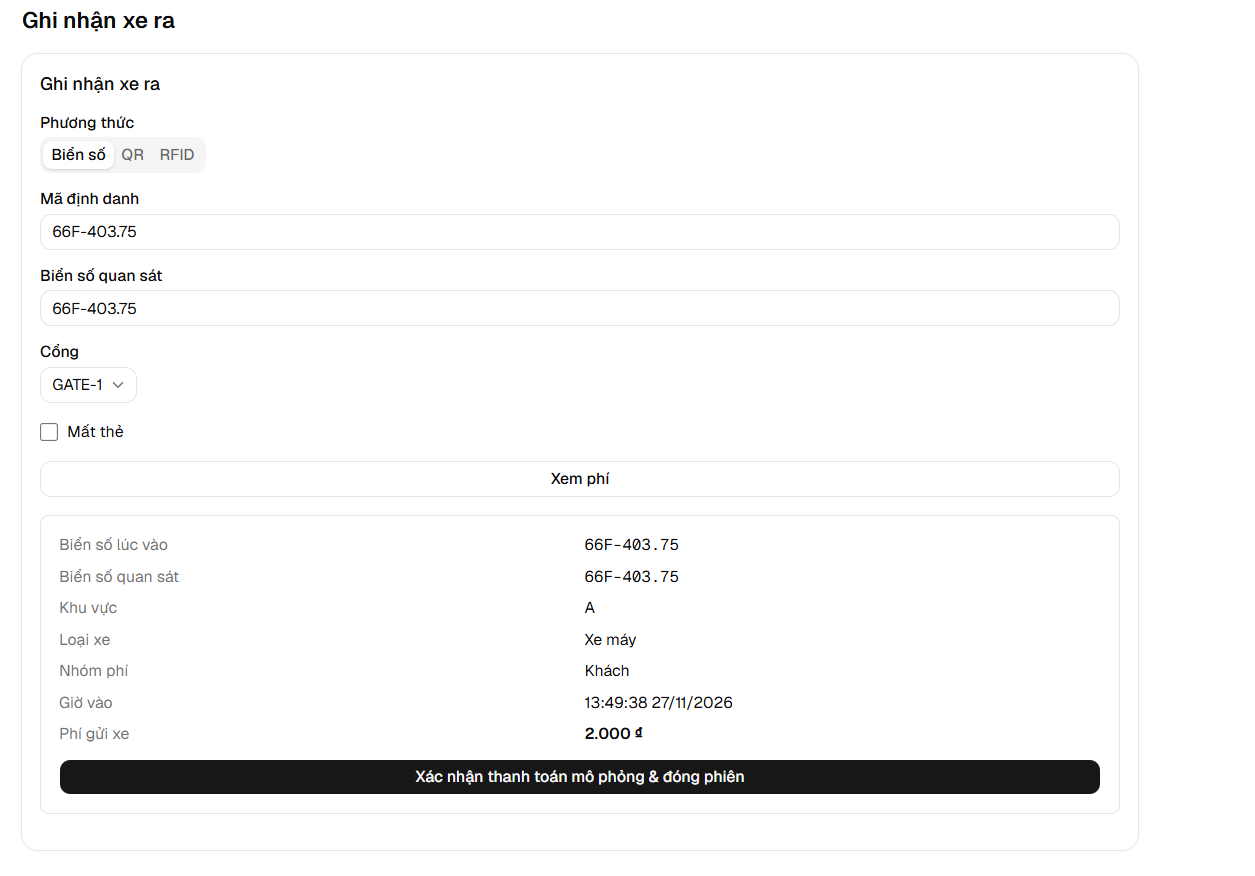 Ghi nhận xe ra
Ghi nhận xe ra
Phương thức
Biển số QR RFID
Mã định danh
66F-403.75
Biển số quan sát
66F-403.75
Cổng
GATE-1
Mất thẻ
Xem phí
Biển số lúc vào 66F-403.75
Biển số quan sát 66F-403.75
Khu vực A
Loại xe Xe máy
Nhóm phí Khách
Giờ vào 13:49:38 27/11/2026
Phí gửi xe 2.000 ₫
Xác nhận thanh toán mô phỏng & đóng phiên